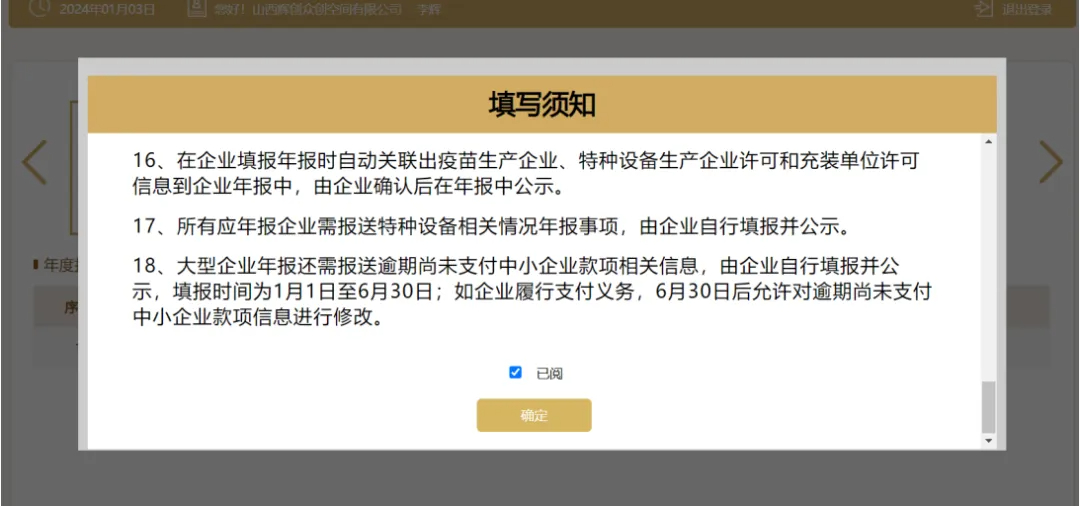 2024年01月03日 您好！山西辉创众创空间有限公司 李辉 退出登录
填写须知
16、在企业填报年报时自动关联出疫苗生产企业、特种设备生产企业许可和充装单位许可
信息到企业年报中，由企业确认后在年报中公示。
17、所有应年报企业需报送特种设备相关情况年报事项，由企业自行填报并公示。
18、大型企业年报还需报送逾期尚未支付中小企业款项相关信息，由企业自行填报并公
示，填报时间为1月1日至6月30日；如企业履行支付义务，6月30日后允许对逾期尚未支付
中小企业款项信息进行修改。
年度
序
已阅
确定